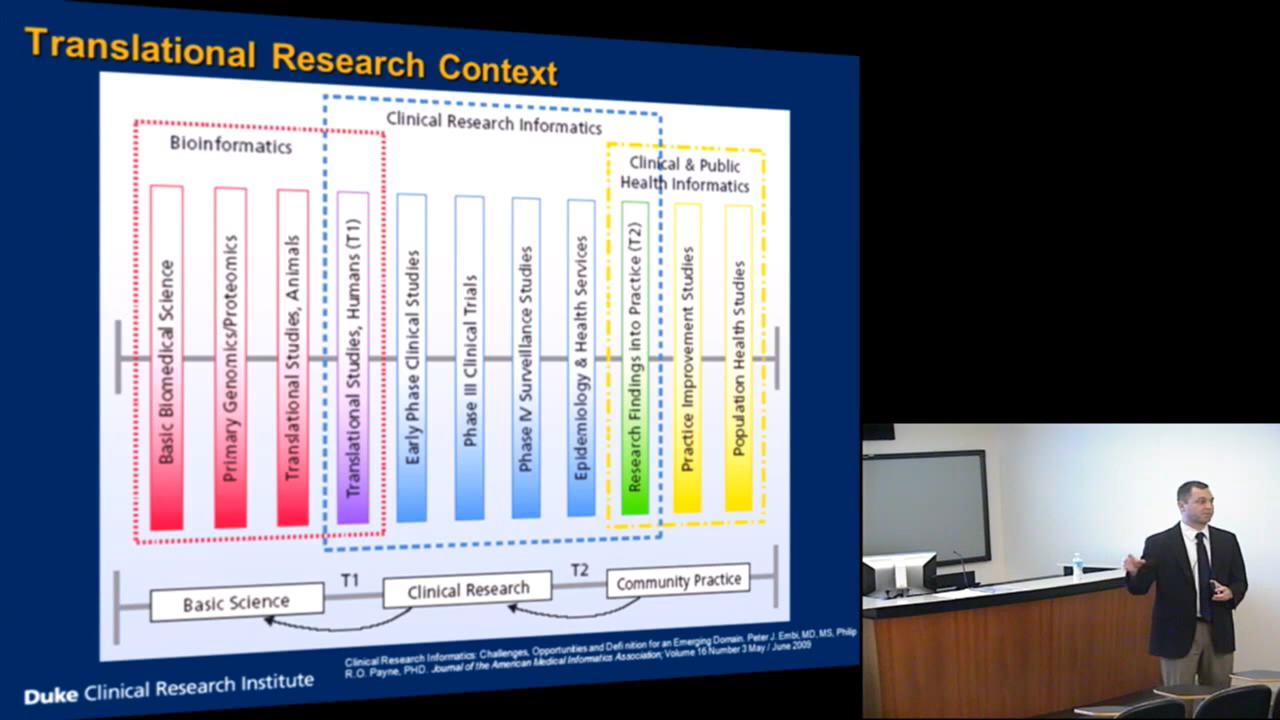 Translational Research Context
Clinical Research Informatics
Bioinformatics
Clinical & Public
Health Informatics
Basic Biomedical Science
Primary Genomics/Proteomics
Translational Studies, Animals
Translational Studies, Humans (T1)
Early Phase Clinical Studies
Phase III Clinical Trials
Phase IV Surveillance Studies
Epidemiology & Health Services
Research Findings into Practice (T2)
Practice Improvement Studies
Population Health Studies
Basic Science
T1
Clinical Research
T2
Community Practice
Clinical Research Informatics: Challenges, Opportunities and Defi nition for an Emerging Domain. Peter J. Embi, MD, MS, Philip
R.O. Payne, PHD. Journal of the American Medical Informatics Association; Volume 16 Number 3 May / June 2009
Duke Clinical Research Institute